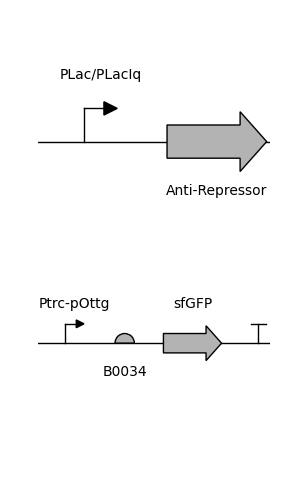 PLac/PLacIq
Anti-Repressor
Ptrc-pOttg
sfGFP
B0034